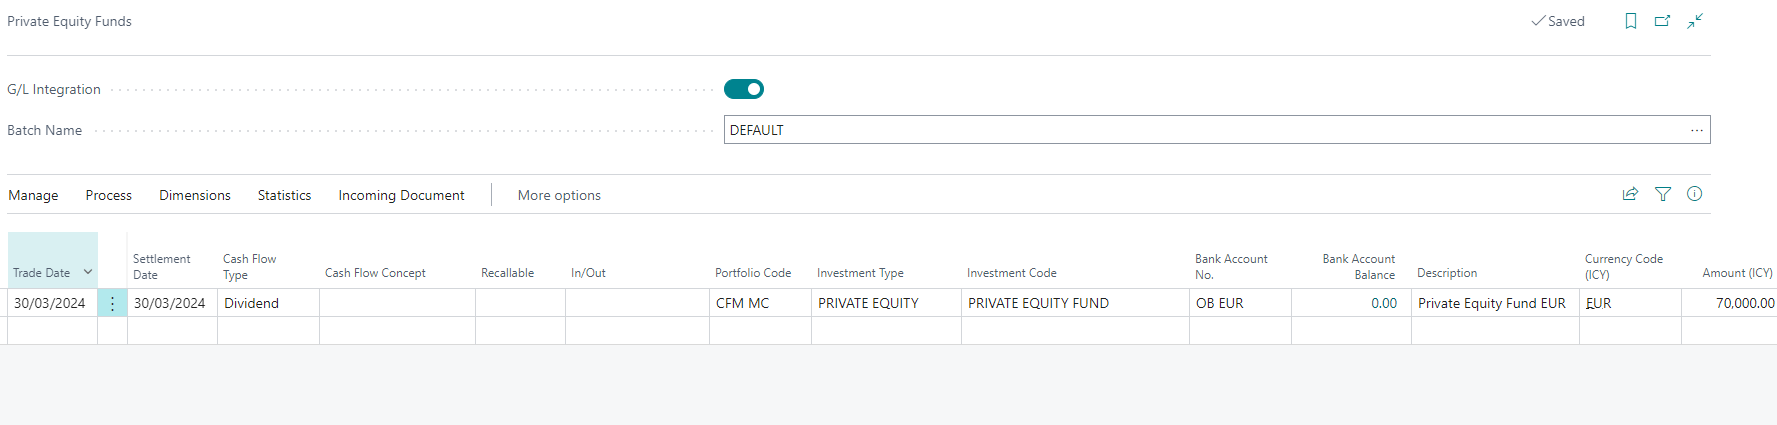 Private Equity Funds
Saved
G/L Integration
Batch Name
DEFAULT
...
Manage Process Dimensions Statistics Incoming Document More options
Trade Date Settlement Date Cash Flow Type Cash Flow Concept Recallable In/Out Portfolio Code Investment Type Investment Code Bank Account No. Bank Account Balance Description Currency Code (ICY) Amount (ICY)
30/03/2024 30/03/2024 Dividend CFM MC PRIVATE EQUITY PRIVATE EQUITY FUND OB EUR 0.00 Private Equity Fund EUR EUR 70,000.00